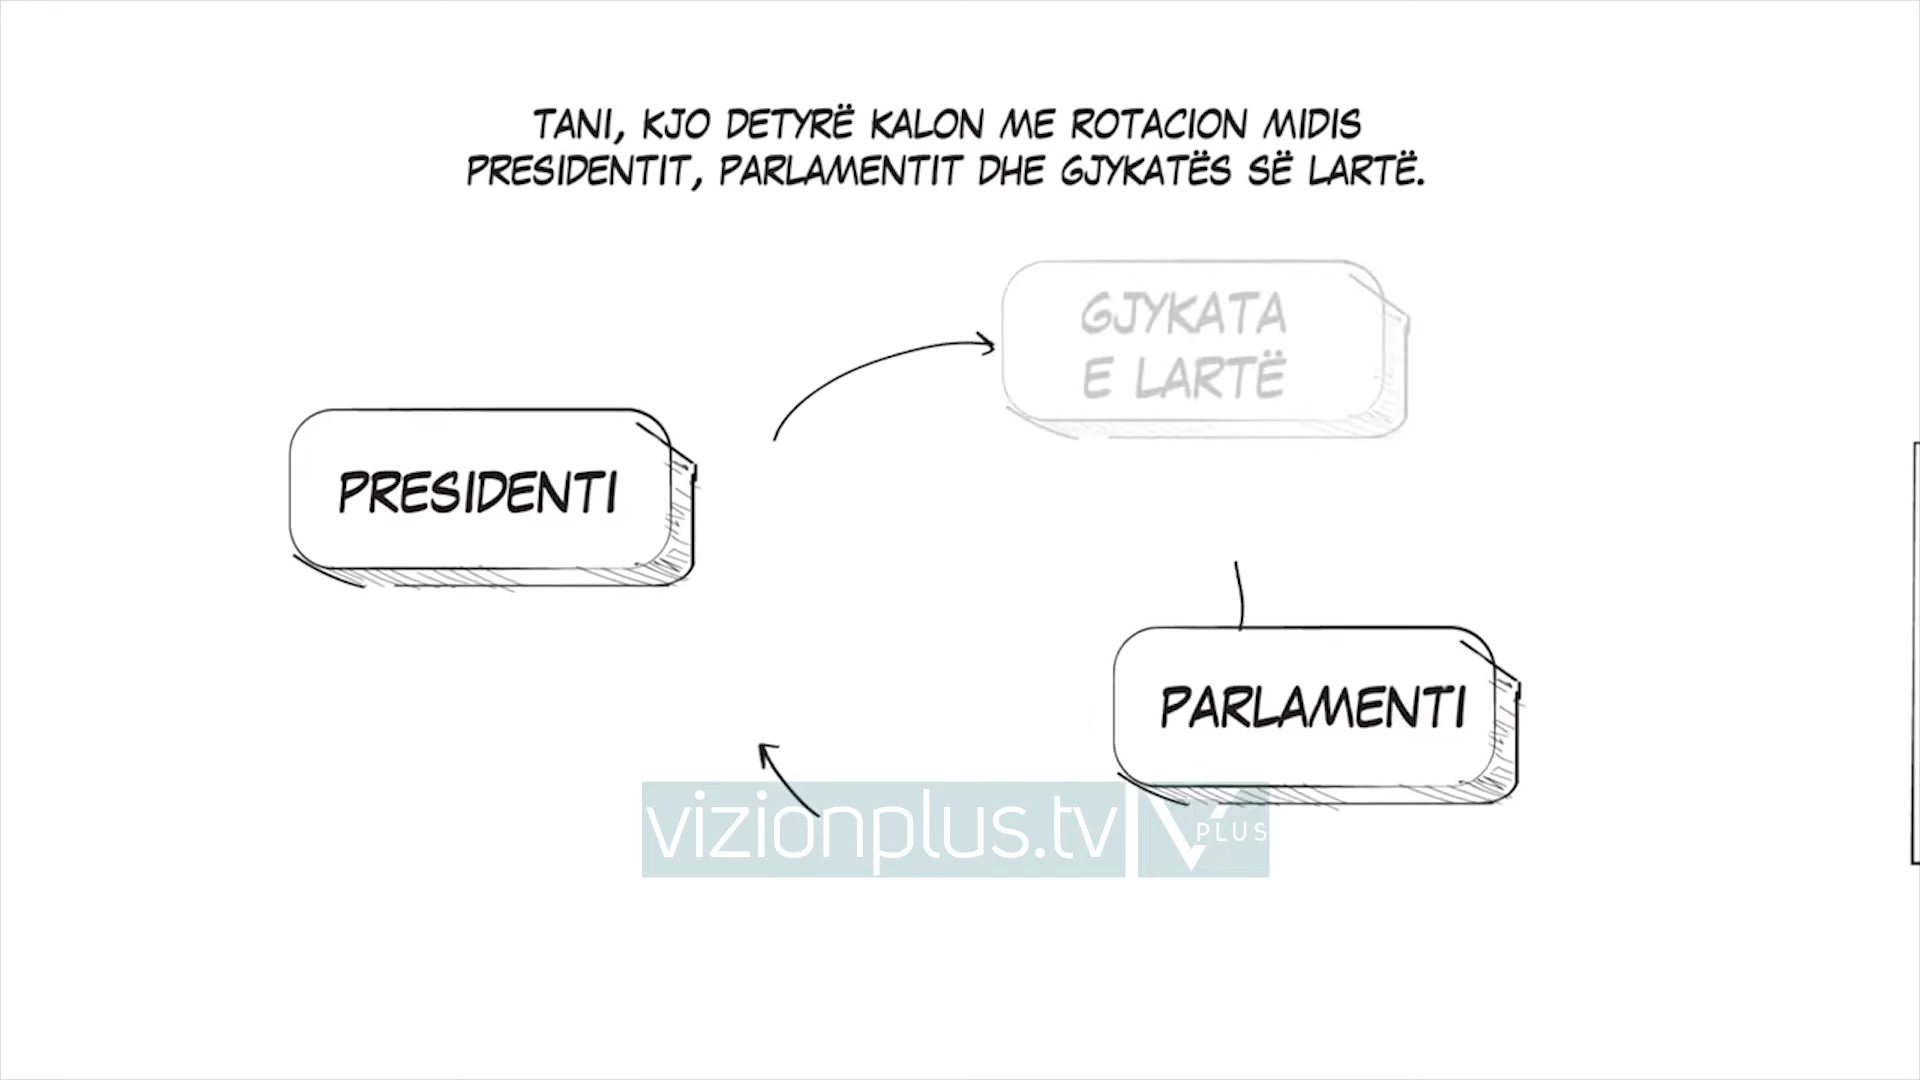 TANI, KJO DETYRË KALON ME ROTACION MIDIS
PRESIDENTIT, PARLAMENTIT DHE GJYKATËS SË LARTË.
GJYKATA
E LARTË
PRESIDENTI
PARLAMENTI
vizionplus.tv
PLUS